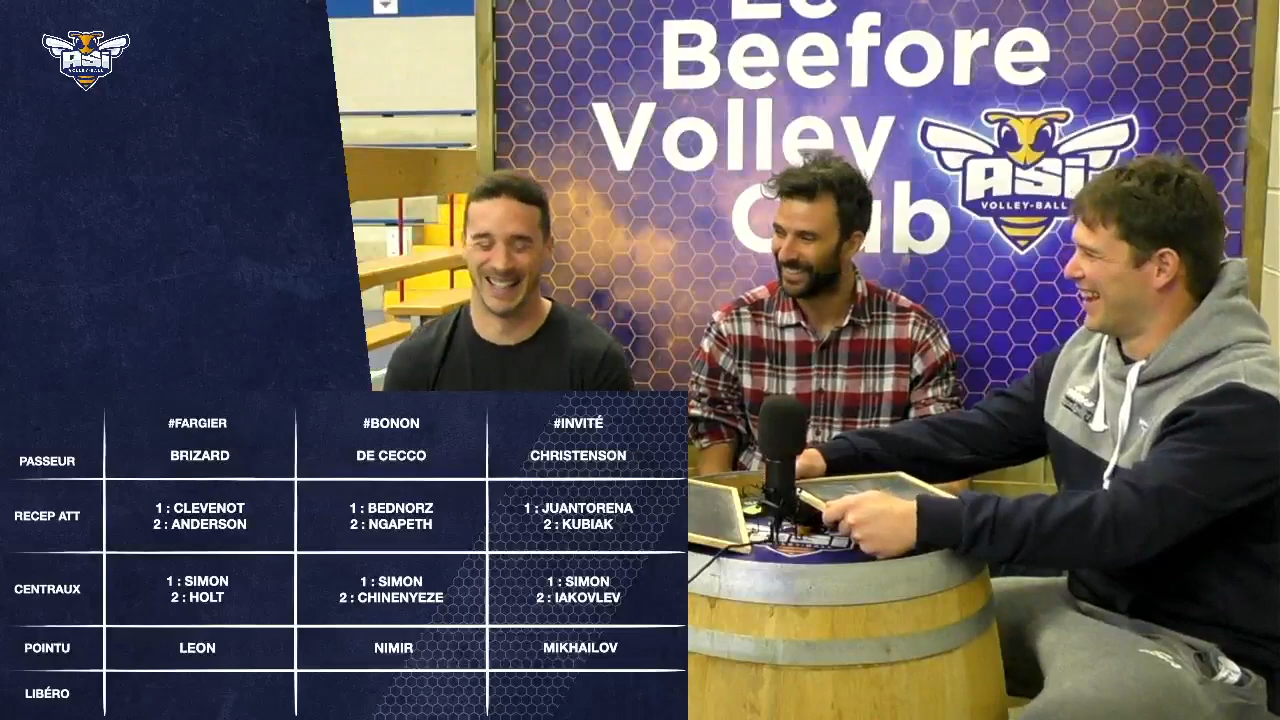 ASI
VOLLEY-BALL
Le
Beefore
Volley
Club
ASI
VOLLEY-BALL
#FARGIER #BONON #INVITÉ
PASSEUR BRIZARD DE CECCO CHRISTENSON
RECEP ATT 1 : CLEVENOT 1 : BEDNORZ 1 : JUANTORENA
2 : ANDERSON 2 : NGAPETH 2 : KUBIAK
CENTRAUX 1 : SIMON 1 : SIMON 1 : SIMON
2 : HOLT 2 : CHINENYEZE 2 : IAKOVLEV
POINTU LEON NIMIR MIKHAILOV
LIBÉRO